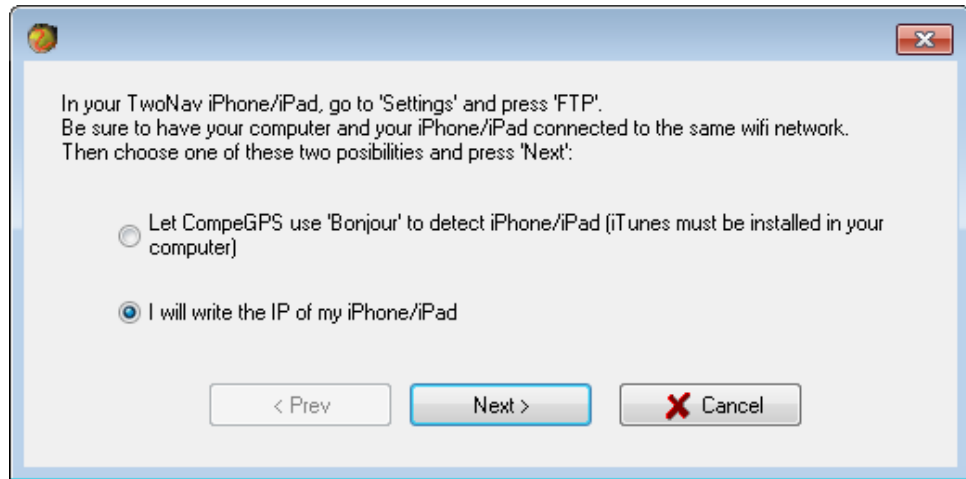 In your TwoNav iPhone/iPad, go to 'Settings' and press 'FTP'.
Be sure to have your computer and your iPhone/iPad connected to the same wifi network.
Then choose one of these two posibilities and press 'Next':
Let CompeGPS use 'Bonjour' to detect iPhone/iPad (iTunes must be installed in your
computer)
I will write the IP of my iPhone/iPad
< Prev
Next >
Cancel